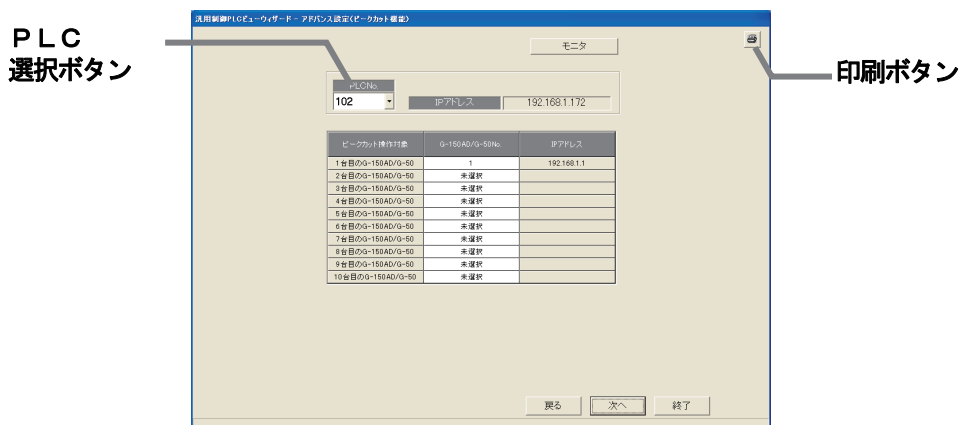 汎用制御PLCビューウィザード - アドバンス設定(ピークカット機能)
PLC
選択ボタン
モニタ
印刷ボタン
PLCNo.
102
IPアドレス 192.168.1.172
ピークカット操作対象 G-150AD/G-50No. IPアドレス
1台目のG-150AD/G-50 1 192.168.1.1
2台目のG-150AD/G-50 未選択
3台目のG-150AD/G-50 未選択
4台目のG-150AD/G-50 未選択
5台目のG-150AD/G-50 未選択
6台目のG-150AD/G-50 未選択
7台目のG-150AD/G-50 未選択
8台目のG-150AD/G-50 未選択
9台目のG-150AD/G-50 未選択
10台目のG-150AD/G-50 未選択
戻る 次へ 終了